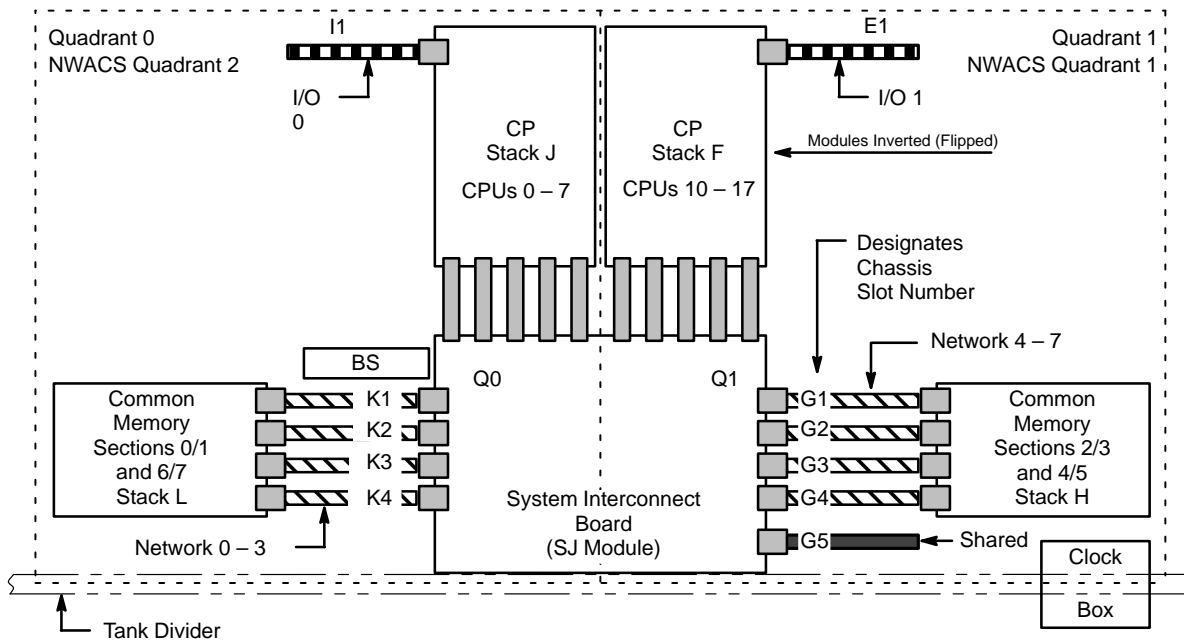 Quadrant 0
NWACS Quadrant 2
I1
I/O
0
CP
Stack J
CPUs 0 – 7
CP
Stack F
CPUs 10 – 17
E1
I/O 1
Quadrant 1
NWACS Quadrant 1
Modules Inverted (Flipped)
Designates
Chassis
Slot Number
Network 4 – 7
BS
Q0
Q1
Common
Memory
Sections 0/1
and 6/7
Stack L
K1
K2
K3
K4
G1
G2
G3
G4
G5
Common
Memory
Sections 2/3
and 4/5
Stack H
System Interconnect
Board
(SJ Module)
Network 0 – 3
Shared
Clock
Box
Tank Divider